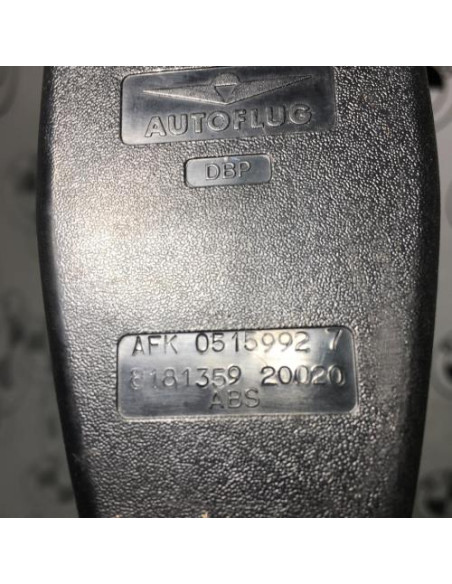 AUTOFLUG
DBP
AFK 0515992 7
8181359 20020
ABS